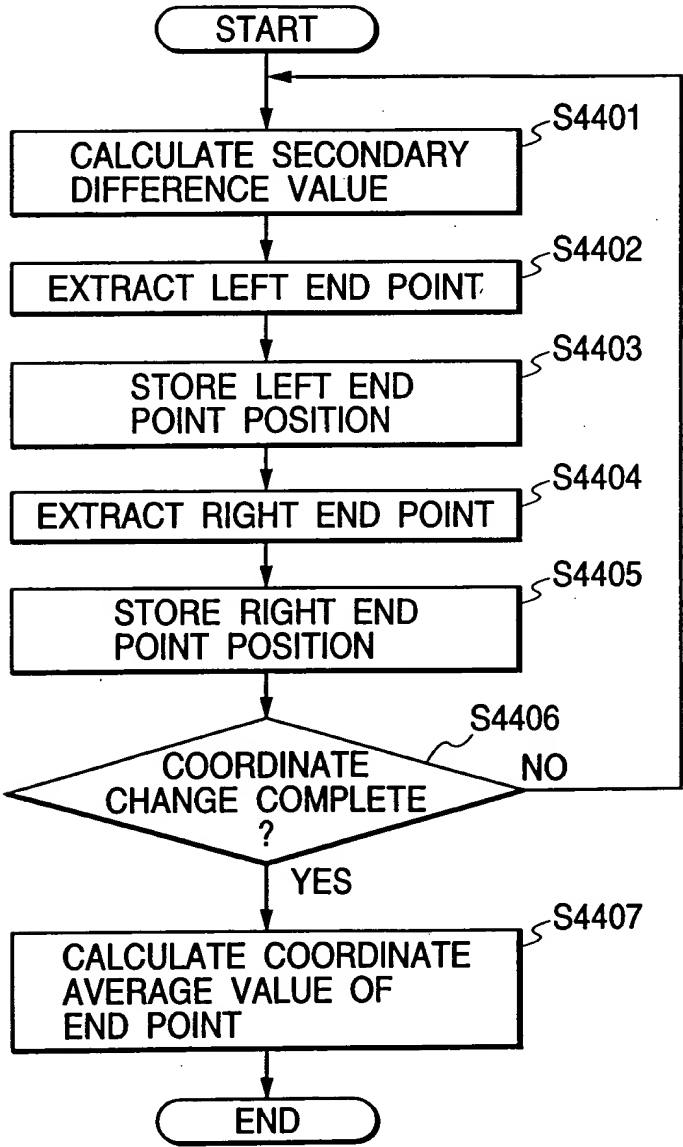 START
S4401
CALCULATE SECONDARY
DIFFERENCE VALUE
S4402
EXTRACT LEFT END POINT
S4403
STORE LEFT END
POINT POSITION
S4404
EXTRACT RIGHT END POINT
S4405
STORE RIGHT END
POINT POSITION
S4406
COORDINATE
CHANGE COMPLETE
?
NO
YES
S4407
CALCULATE COORDINATE
AVERAGE VALUE OF
END POINT
END